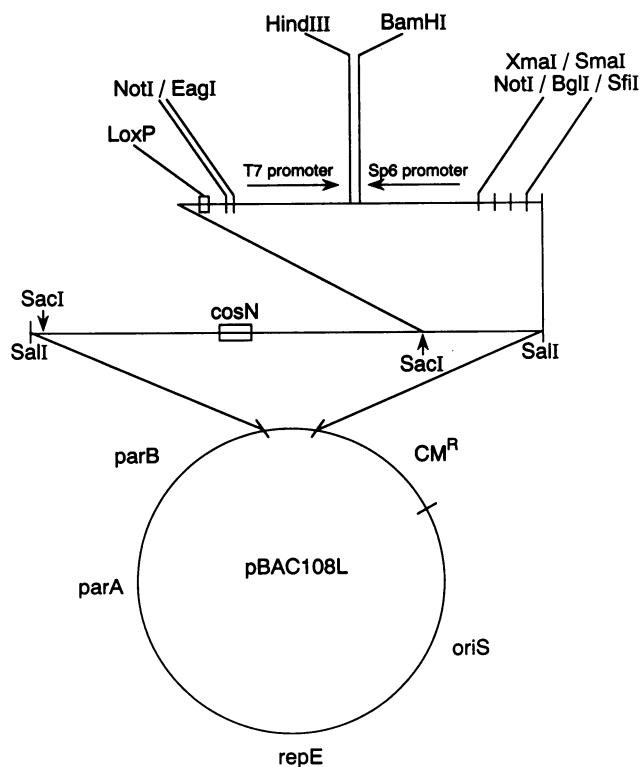 HindIII BamHI
XmaI / SmaI
NotI / EagI NotI / BglI / SfiI
LoxP
T7 promoter Sp6 promoter
SacI
cosN
SalI SacI SalI
parB CM^R
pBAC108L
parA
oriS
repE